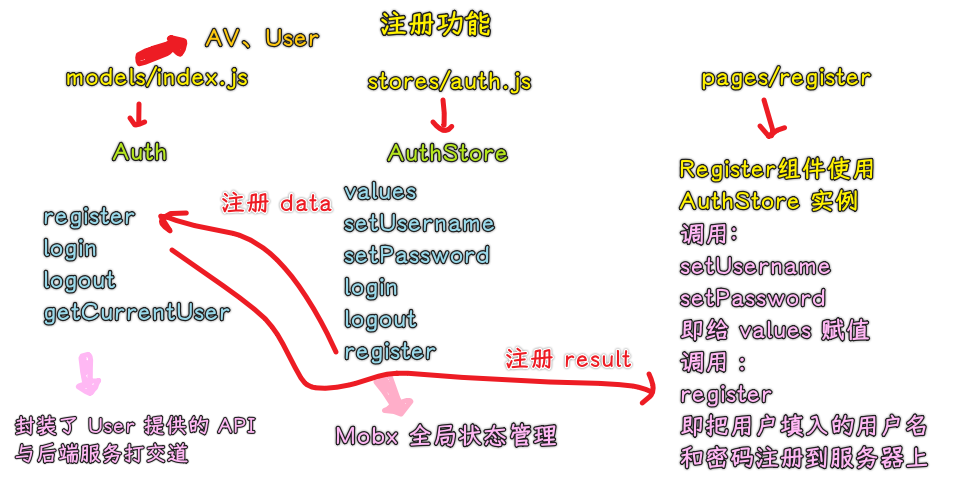 注册功能
AV、User
models/index.js
Auth
register
login
logout
getCurrentUser
封装了 User 提供的 API
与后端服务打交道
stores/auth.js
AuthStore
values
setUsername
setPassword
login
logout
register
注册 data
注册 result
Mobx 全局状态管理
pages/register
Register组件使用
AuthStore 实例
调用:
setUsername
setPassword
即给 values 赋值
调用 :
register
即把用户填入的用户名
和密码注册到服务器上